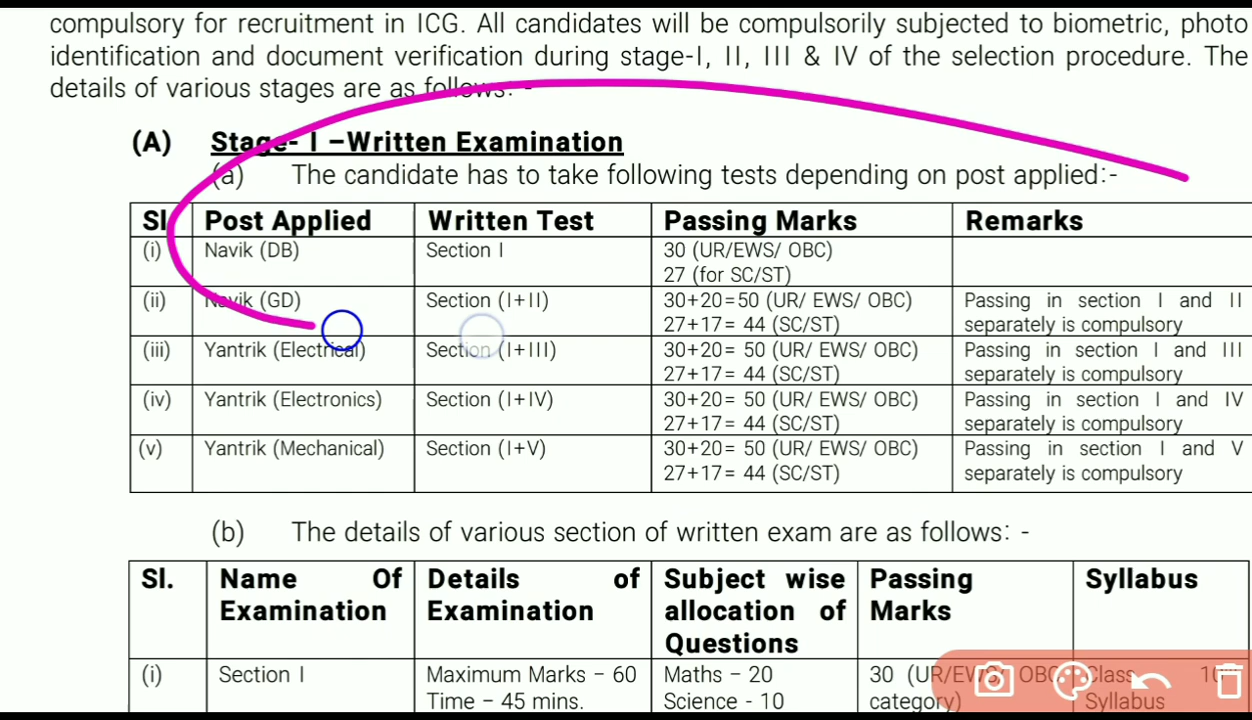 compulsory for recruitment in ICG. All candidates will be compulsorily subjected to biometric, photo
identification and document verification during stage-I, II, III & IV of the selection procedure. The
details of various stages are as follows: -
(A) Stage- I –Written Examination
(a) The candidate has to take following tests depending on post applied:-
Sl Post Applied Written Test Passing Marks Remarks
(i) Navik (DB) Section I 30 (UR/EWS/ OBC)
27 (for SC/ST)
(ii) Navik (GD) Section (I+II) 30+20=50 (UR/ EWS/ OBC) Passing in section I and II
27+17= 44 (SC/ST) separately is compulsory
(iii) Yantrik (Electrical) Section (I+III) 30+20= 50 (UR/ EWS/ OBC) Passing in section I and III
27+17= 44 (SC/ST) separately is compulsory
(iv) Yantrik (Electronics) Section (I+IV) 30+20= 50 (UR/ EWS/ OBC) Passing in section I and IV
27+17= 44 (SC/ST) separately is compulsory
(v) Yantrik (Mechanical) Section (I+V) 30+20= 50 (UR/ EWS/ OBC) Passing in section I and V
27+17= 44 (SC/ST) separately is compulsory
(b) The details of various section of written exam are as follows: -
Sl. Name Of Details of Subject wise Passing Syllabus
Examination Examination allocation of Marks
Questions
(i) Section I Maximum Marks – 60 Maths – 20 30 (UR/EWS/ OBC Class
Time – 45 mins. Science - 10 category) Syllabus